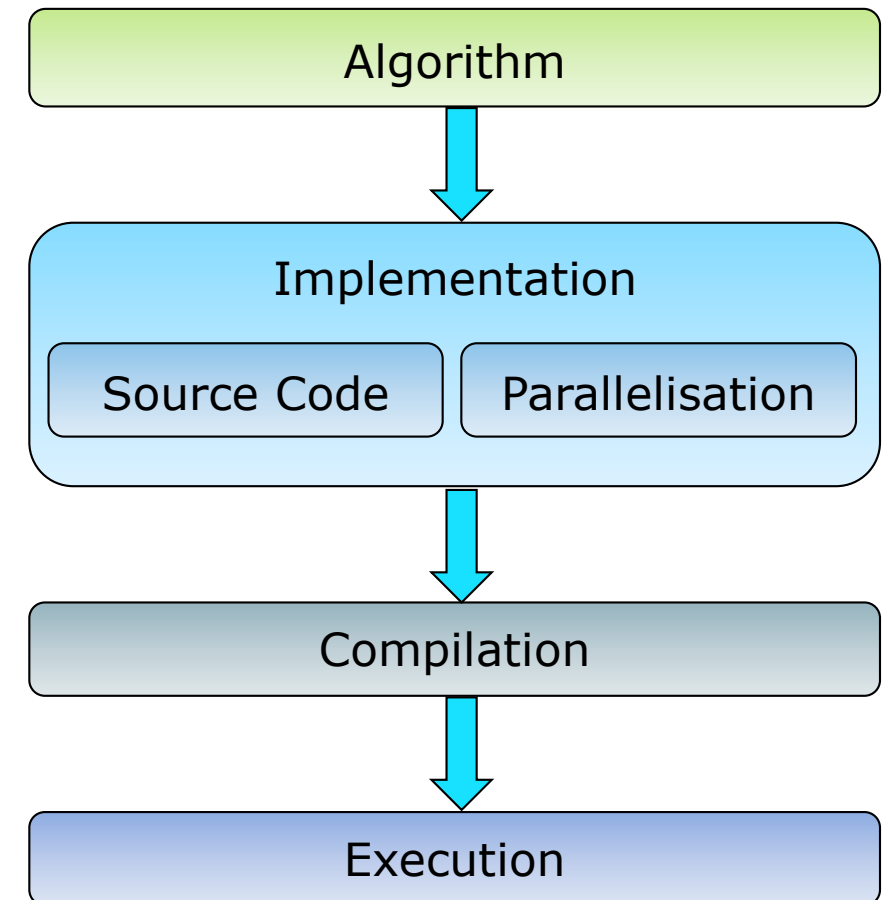 Algorithm
Implementation
Source Code
Parallelisation
Compilation
Execution